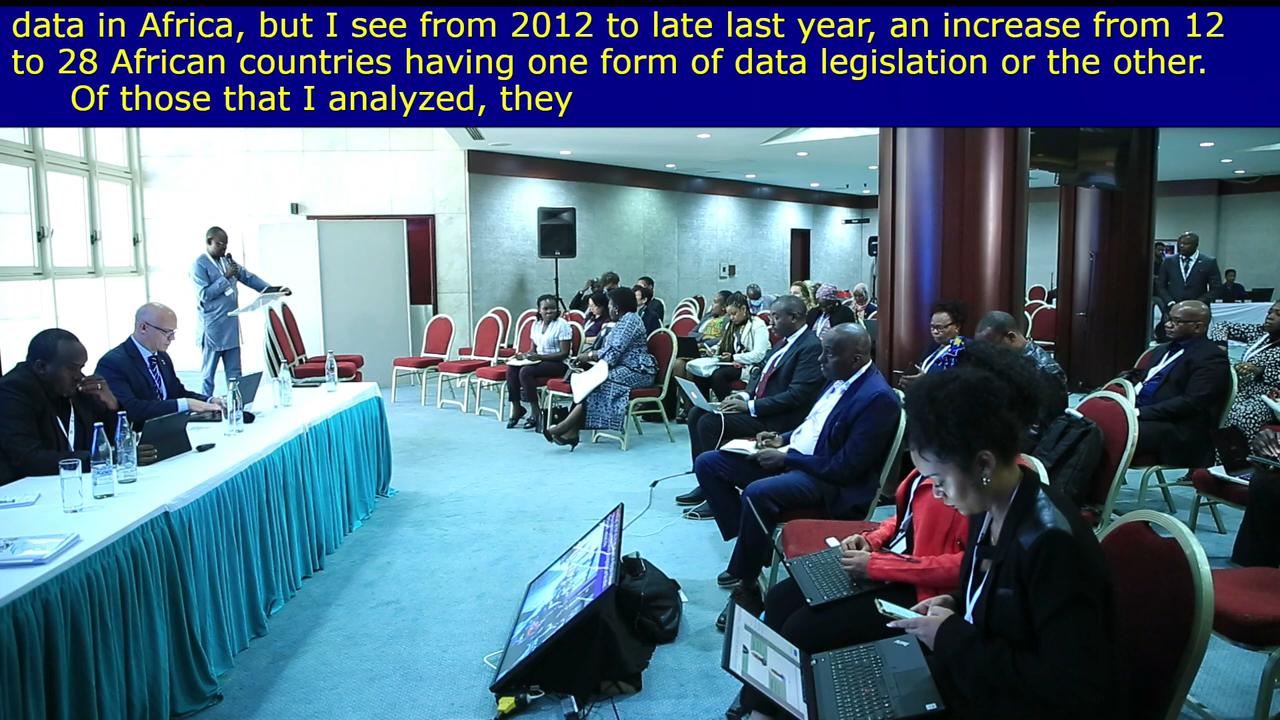 data in Africa, but I see from 2012 to late last year, an increase from 12
to 28 African countries having one form of data legislation or the other.
Of those that I analyzed, they